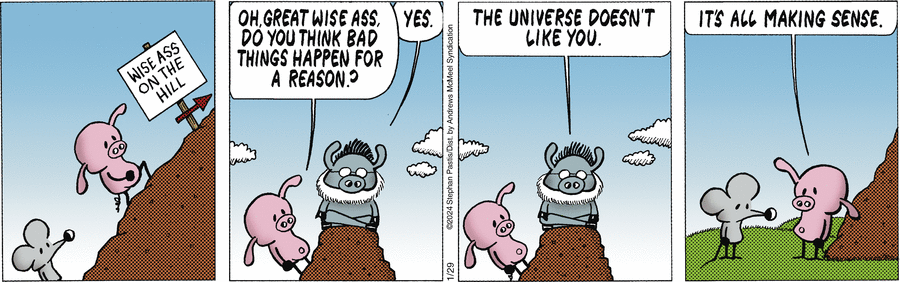 WISE ASS
ON THE
HILL
OH, GREAT WISE ASS,
DO YOU THINK BAD
THINGS HAPPEN FOR
A REASON?
YES.
©2024 Stephan Pastis/Dist. by Andrews McMeel Syndication
1/29
THE UNIVERSE DOESN'T
LIKE YOU.
IT'S ALL MAKING SENSE.